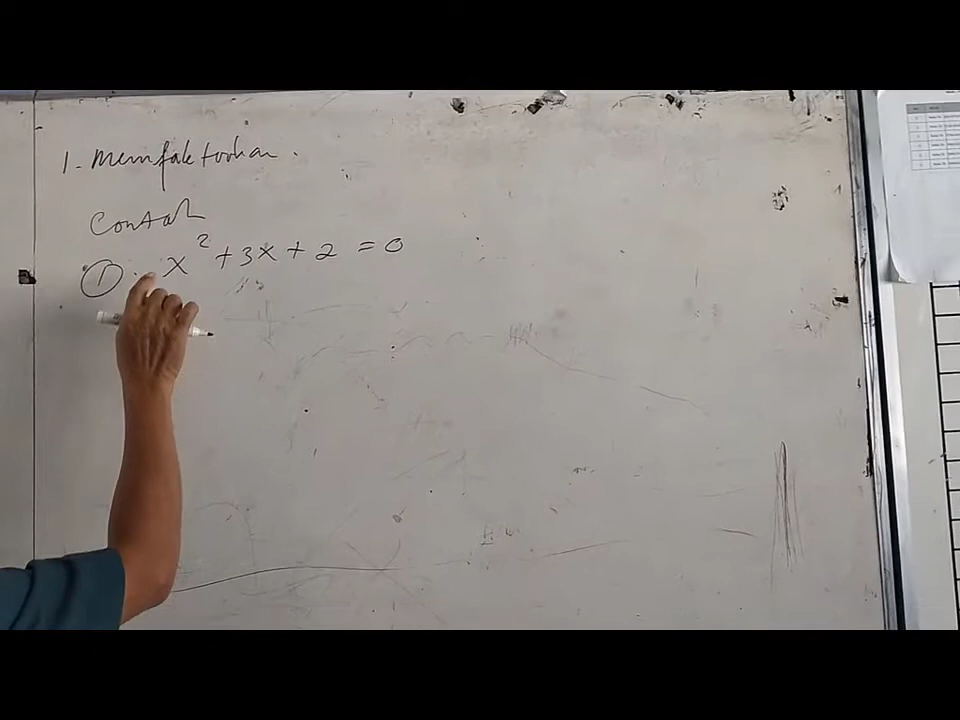 1. Memfaktorkan.
Contoh
① x² + 3x + 2 = 0